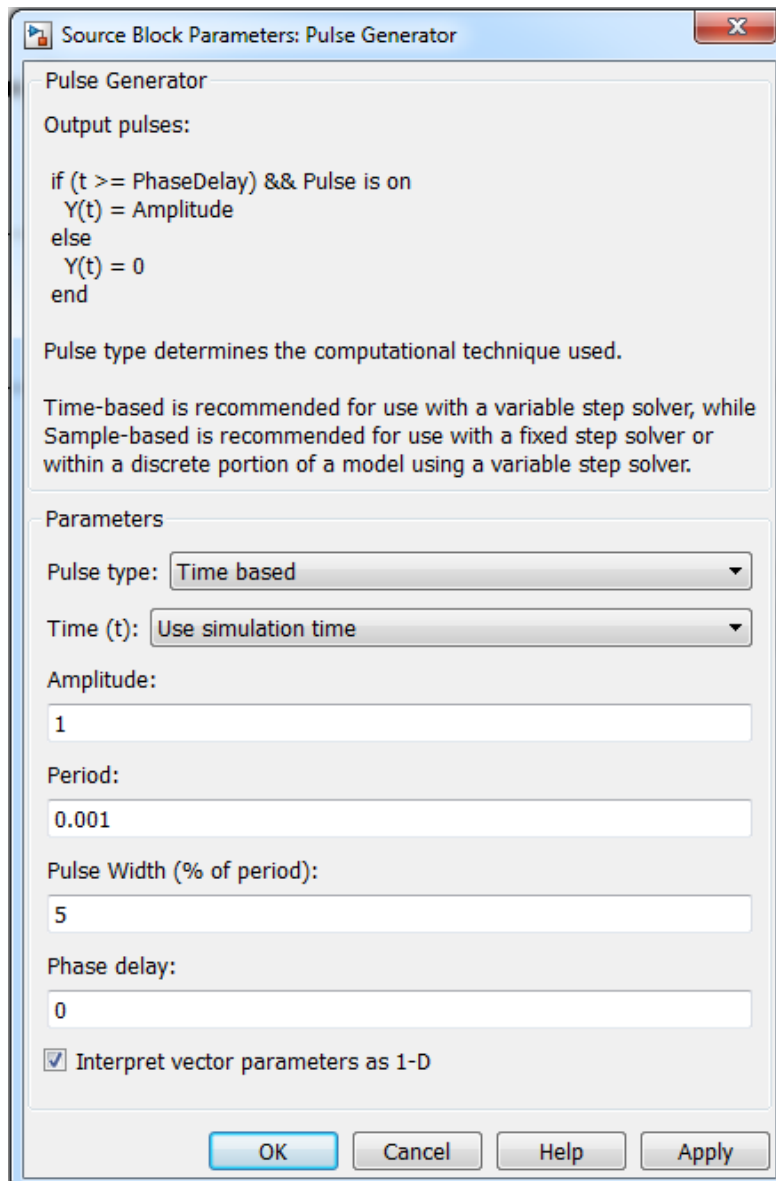 Source Block Parameters: Pulse Generator
Pulse Generator
Output pulses:
if (t >= PhaseDelay) && Pulse is on
Y(t) = Amplitude
else
Y(t) = 0
end
Pulse type determines the computational technique used.
Time-based is recommended for use with a variable step solver, while
Sample-based is recommended for use with a fixed step solver or
within a discrete portion of a model using a variable step solver.
Parameters
Pulse type: Time based
Time (t): Use simulation time
Amplitude:
1
Period:
0.001
Pulse Width (% of period):
5
Phase delay:
0
Interpret vector parameters as 1-D
OK Cancel Help Apply